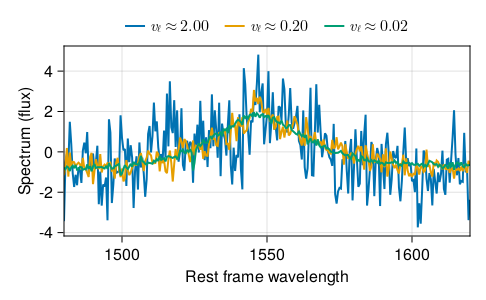 v_ℓ ≈ 2.00 v_ℓ ≈ 0.20 v_ℓ ≈ 0.02
Spectrum (flux)
4
2
0
-2
-4
1500 1550 1600
Rest frame wavelength